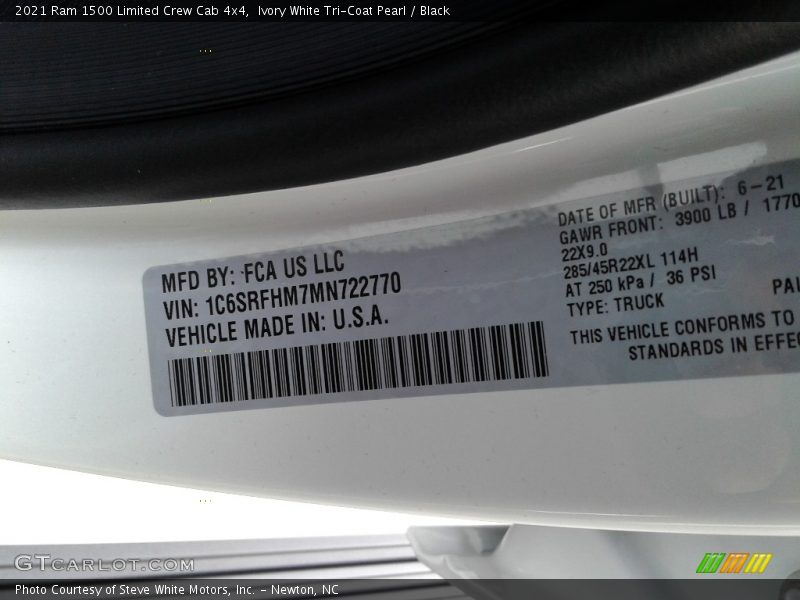 2021 Ram 1500 Limited Crew Cab 4x4, Ivory White Tri-Coat Pearl / Black
MFD BY: FCA US LLC
VIN: 1C6SRFHM7MN722770
VEHICLE MADE IN: U.S.A.
DATE OF MFR (BUILT): 6-21
GAWR FRONT: 3900 LB / 1770
22X9.0
285/45R22XL 114H
AT 250 kPa / 36 PSI
TYPE: TRUCK
THIS VEHICLE CONFORMS TO
STANDARDS IN
GTCARLOT.COM
Photo Courtesy of Steve White Motors, Inc. - Newton, NC